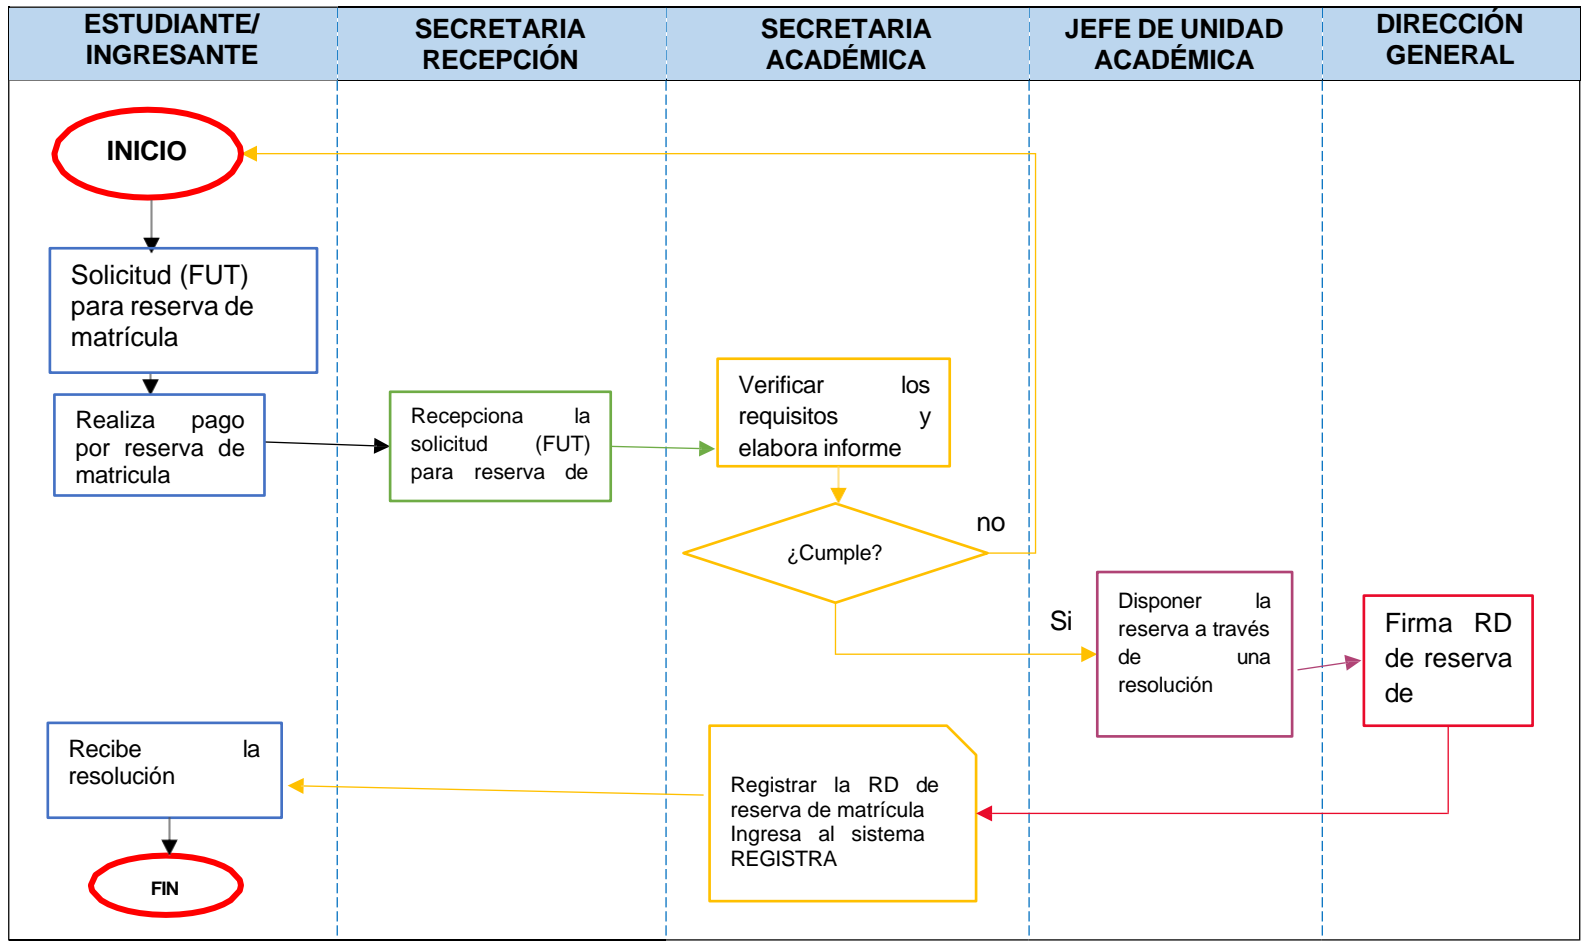 ESTUDIANTE/
INGRESANTE
SECRETARIA
RECEPCIÓN
SECRETARIA
ACADÉMICA
JEFE DE UNIDAD
ACADÉMICA
DIRECCIÓN
GENERAL
INICIO
Solicitud (FUT)
para reserva de
matrícula
Realiza pago
por reserva de
matricula
Recepciona la
solicitud (FUT)
para reserva de
Verificar los
requisitos y
elabora informe
¿Cumple?
no
Si
Disponer la
reserva a través
de una
resolución
Firma RD
de reserva
de
Registrar la RD de
reserva de matrícula
Ingresa al sistema
REGISTRA
Recibe la
resolución
FIN